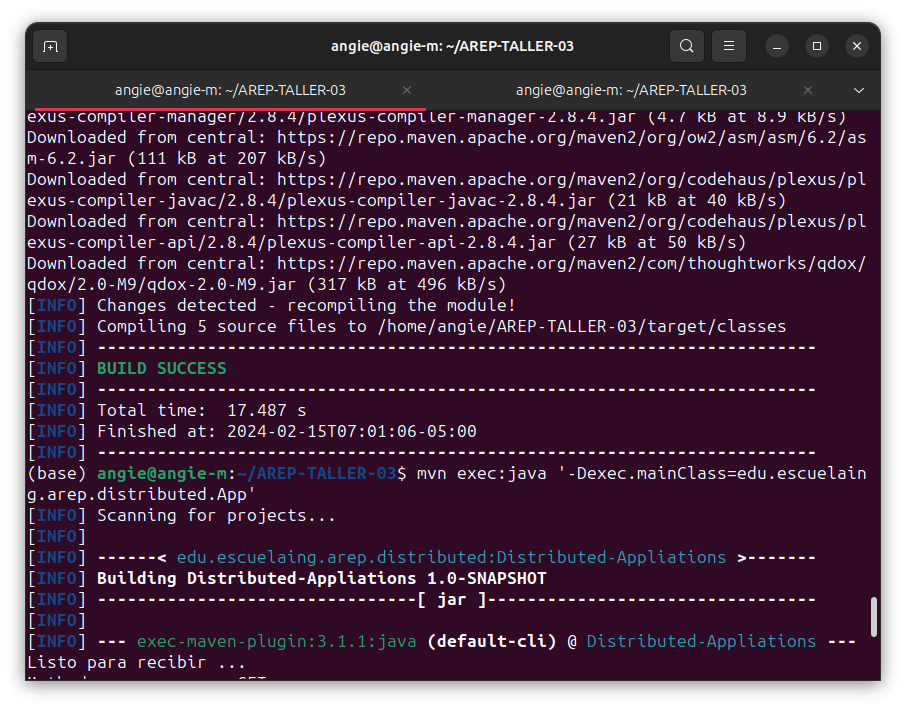 angie@angie-m: ~/AREP-TALLER-03
angie@angie-m: ~/AREP-TALLER-03 × angie@angie-m: ~/AREP-TALLER-03 ×
exus-compiler-manager/2.8.4/plexus-compiler-manager-2.8.4.jar (4.7 kB at 8.9 kB/s)
Downloaded from central: https://repo.maven.apache.org/maven2/org/ow2/asm/asm/6.2/as
m-6.2.jar (111 kB at 207 kB/s)
Downloaded from central: https://repo.maven.apache.org/maven2/org/codehaus/plexus/pl
exus-compiler-javac/2.8.4/plexus-compiler-javac-2.8.4.jar (21 kB at 40 kB/s)
Downloaded from central: https://repo.maven.apache.org/maven2/org/codehaus/plexus/pl
exus-compiler-api/2.8.4/plexus-compiler-api-2.8.4.jar (27 kB at 50 kB/s)
Downloaded from central: https://repo.maven.apache.org/maven2/com/thoughtworks/qdox/
qdox/2.0-M9/qdox-2.0-M9.jar (317 kB at 496 kB/s)
[INFO] Changes detected - recompiling the module!
[INFO] Compiling 5 source files to /home/angie/AREP-TALLER-03/target/classes
[INFO] ------------------------------------------------------------------------
[INFO] BUILD SUCCESS
[INFO] ------------------------------------------------------------------------
[INFO] Total time:  17.487 s
[INFO] Finished at: 2024-02-15T07:01:06-05:00
[INFO] ------------------------------------------------------------------------
(base) angie@angie-m:~/AREP-TALLER-03$ mvn exec:java '-Dexec.mainClass=edu.escuelain
g.arep.distributed.App'
[INFO] Scanning for projects...
[INFO]
[INFO] ------< edu.escuelaing.arep.distributed:Distributed-Appliations >-------
[INFO] Building Distributed-Appliations 1.0-SNAPSHOT
[INFO] --------------------------------[ jar ]---------------------------------
[INFO]
[INFO] --- exec-maven-plugin:3.1.1:java (default-cli) @ Distributed-Appliations ---
Listo para recibir ...